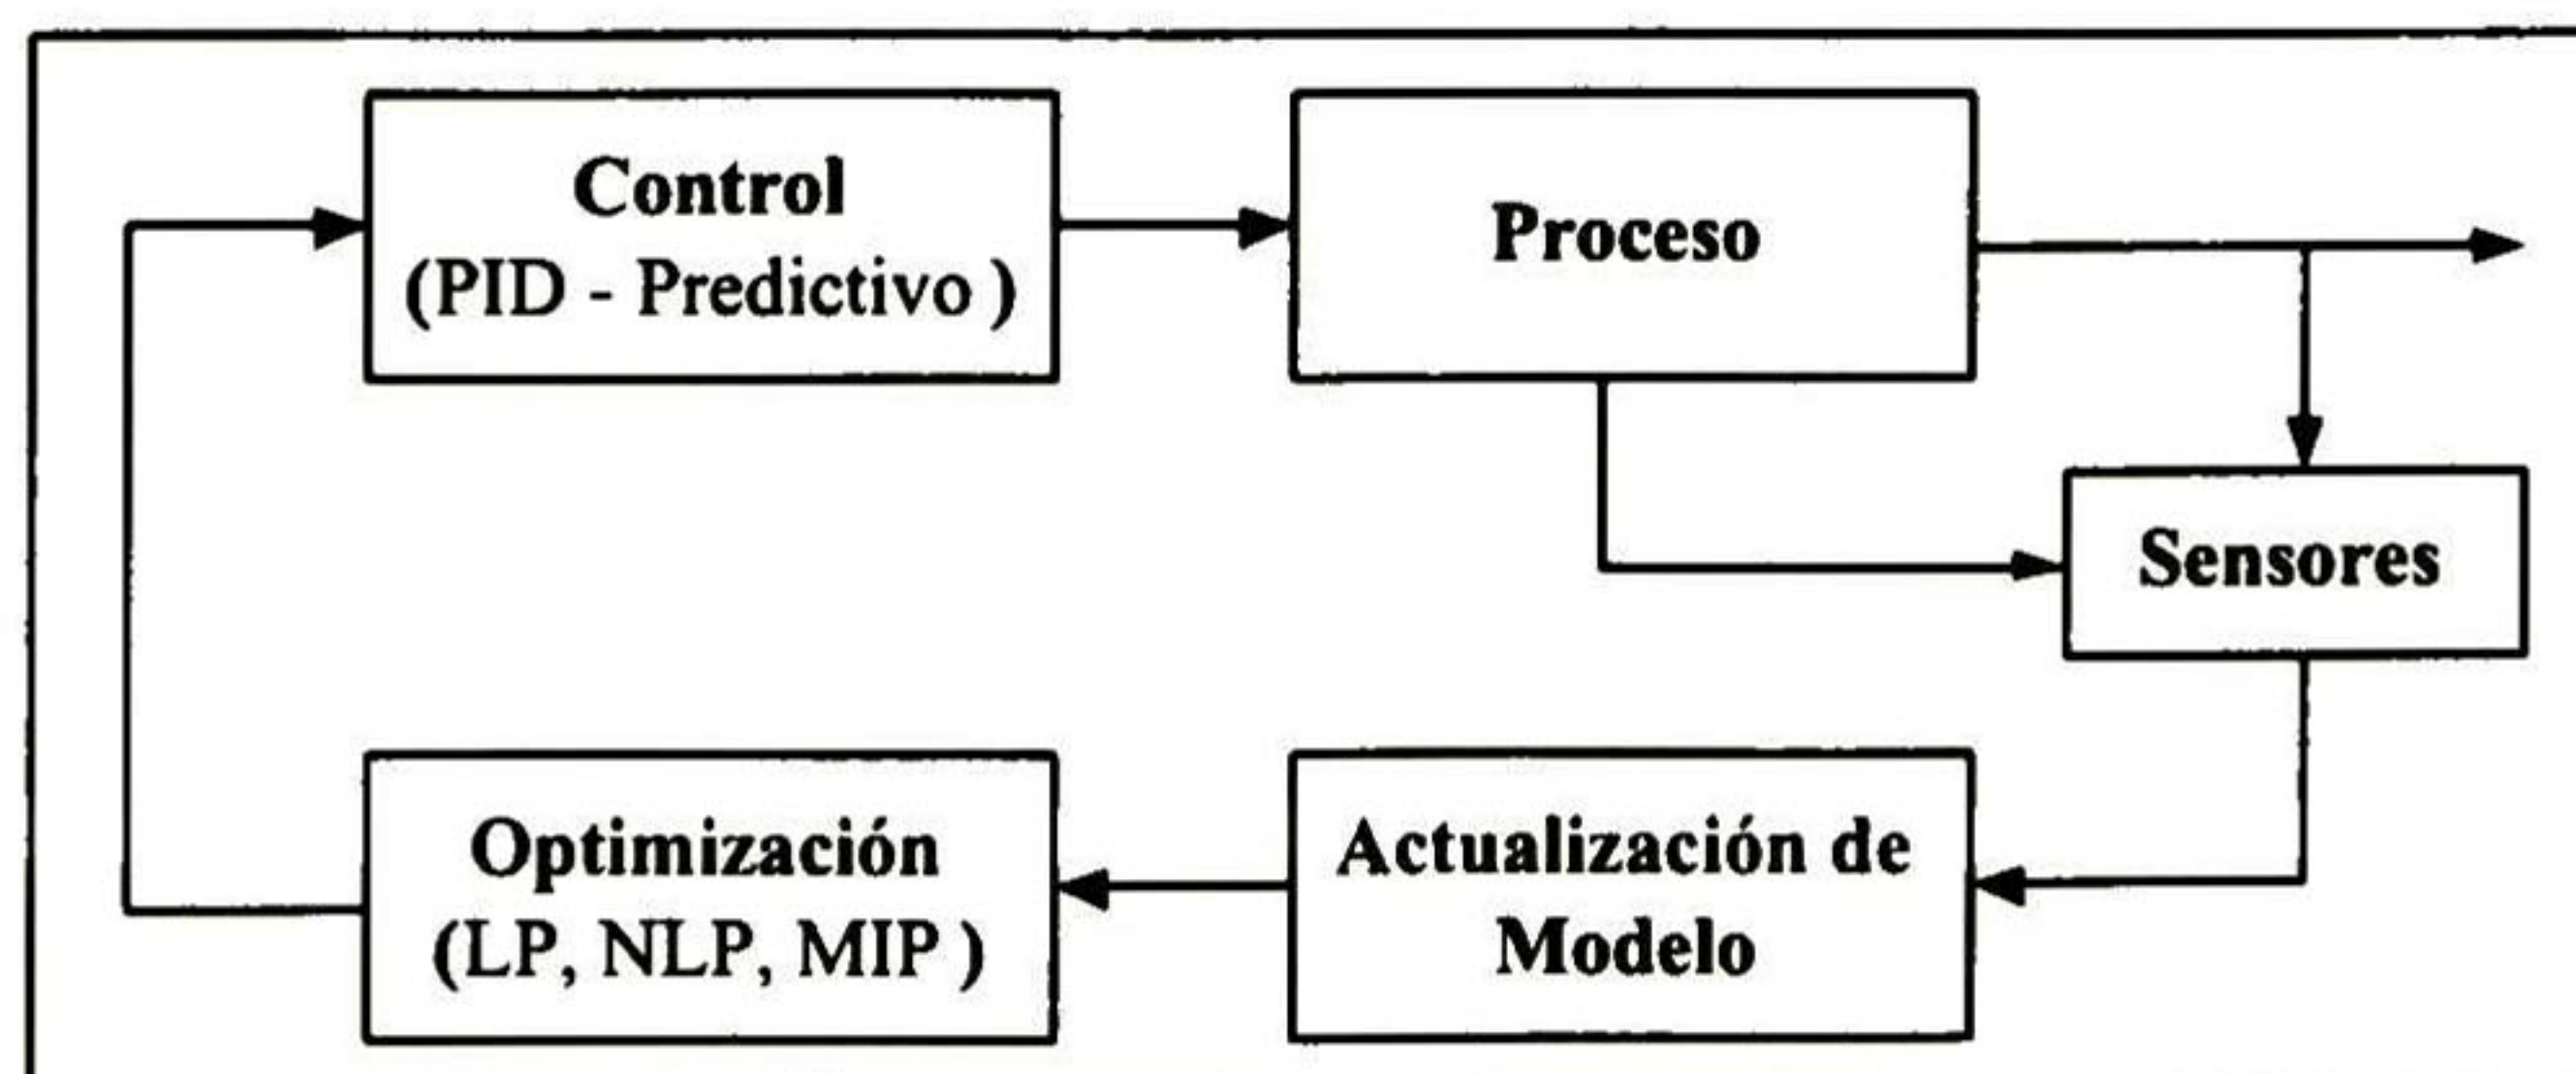 Control
(PID - Predictivo )
Proceso
Sensores
Optimización
(LP, NLP, MIP )
Actualización de
Modelo